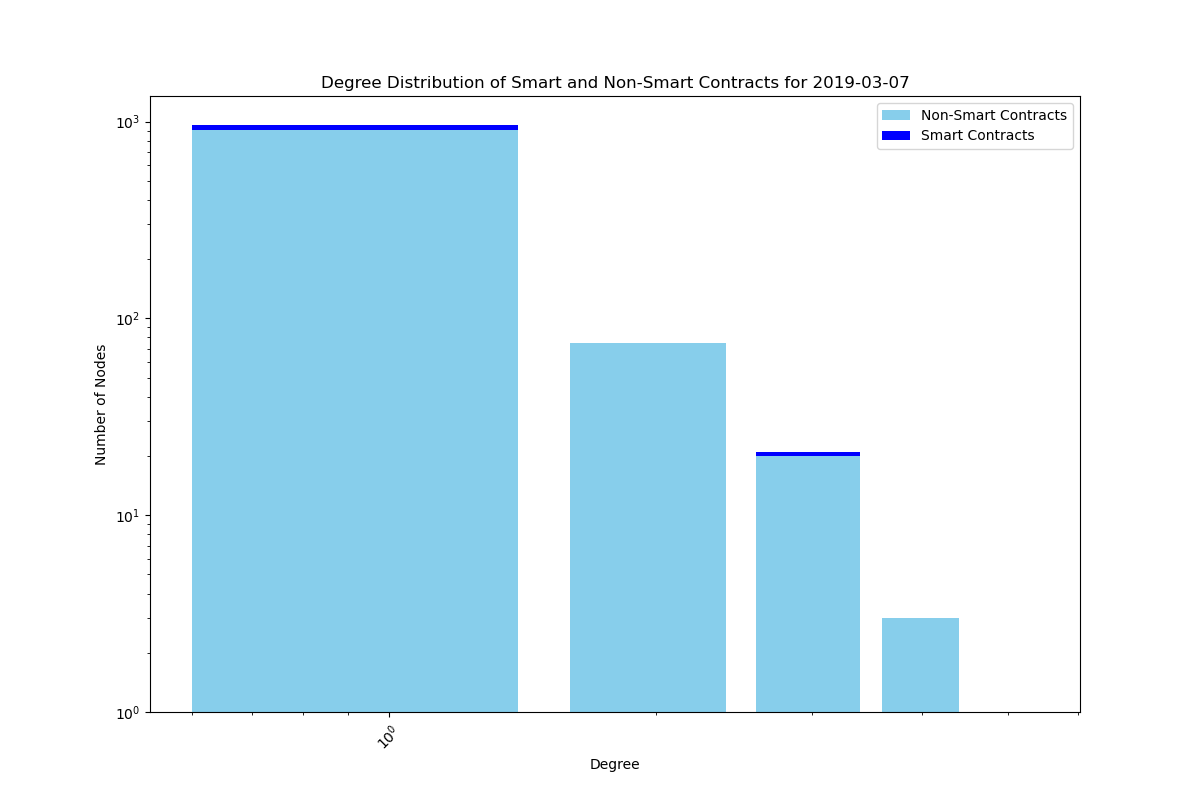 Degree Distribution of Smart and Non-Smart Contracts for 2019-03-07
Non-Smart Contracts
Smart Contracts
Number of Nodes
10³
10²
10¹
10⁰
10⁰
Degree